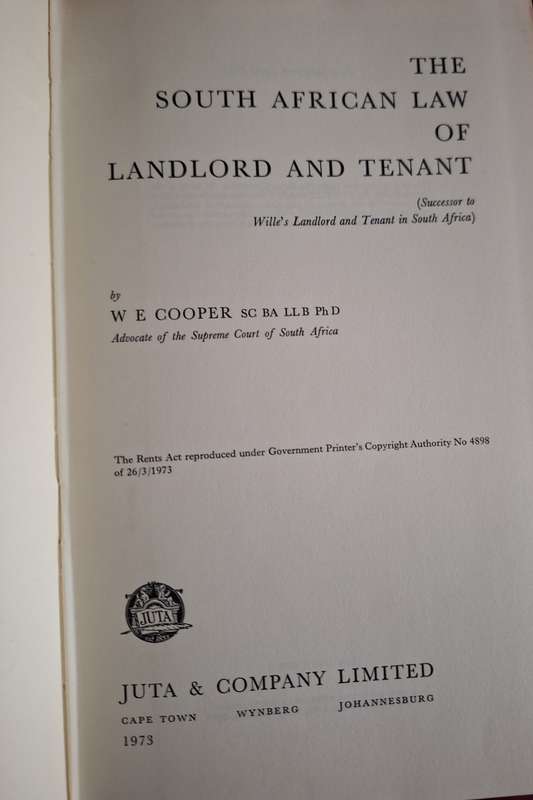 THE
SOUTH AFRICAN LAW
OF
LANDLORD AND TENANT
(Successor to
Wille's Landlord and Tenant in South Africa)
by
W E COOPER SC BA LLB PhD
Advocate of the Supreme Court of South Africa
The Rents Act reproduced under Government Printer's Copyright Authority No 4898
of 26/3/1973
JUTA
JUTA & COMPANY LIMITED
CAPE TOWN WYNBERG JOHANNESBURG
1973